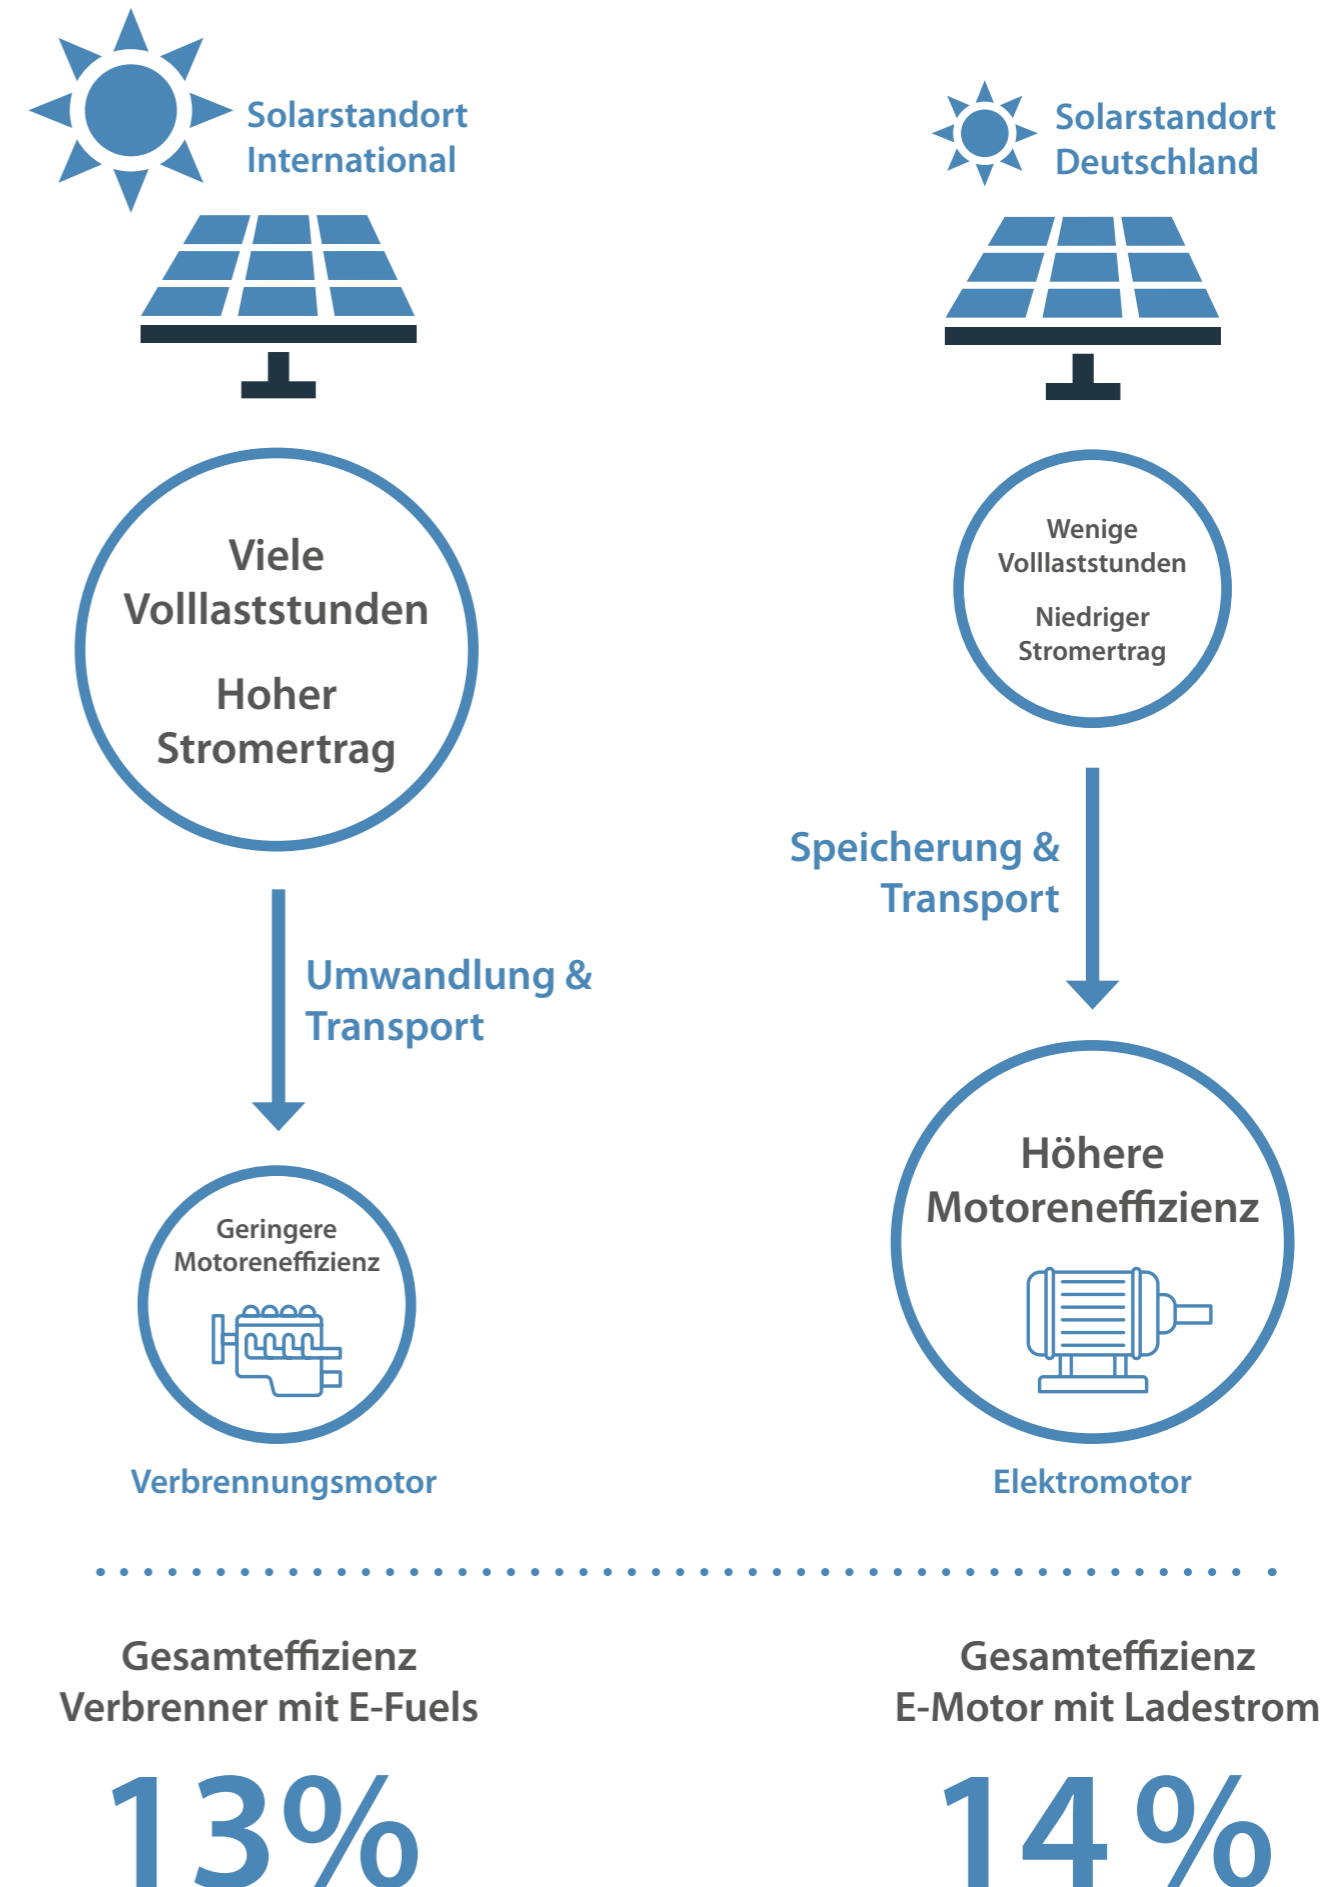 Solarstandort
International
Viele
Volllaststunden
Hoher
Stromertrag
Umwandlung &
Transport
Geringere
Motoreneffizienz
Verbrennungsmotor
Gesamteffizienz
Verbrenner mit E-Fuels
13%
Solarstandort
Deutschland
Wenige
Volllaststunden
Niedriger
Stromertrag
Speicherung &
Transport
Höhere
Motoreneffizienz
Elektromotor
Gesamteffizienz
E-Motor mit Ladestrom
14 %